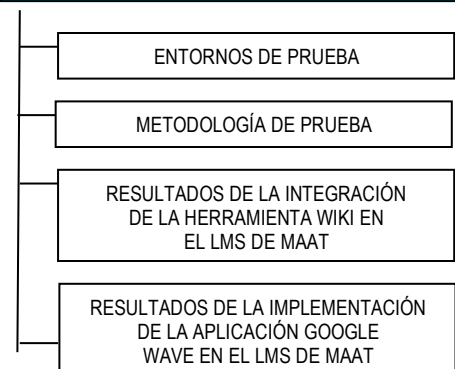 ENTORNOS DE PRUEBA
METODOLOGÍA DE PRUEBA
RESULTADOS DE LA INTEGRACIÓN
DE LA HERRAMIENTA WIKI EN
EL LMS DE MAAT
RESULTADOS DE LA IMPLEMENTACIÓN
DE LA APLICACIÓN GOOGLE
WAVE EN EL LMS DE MAAT